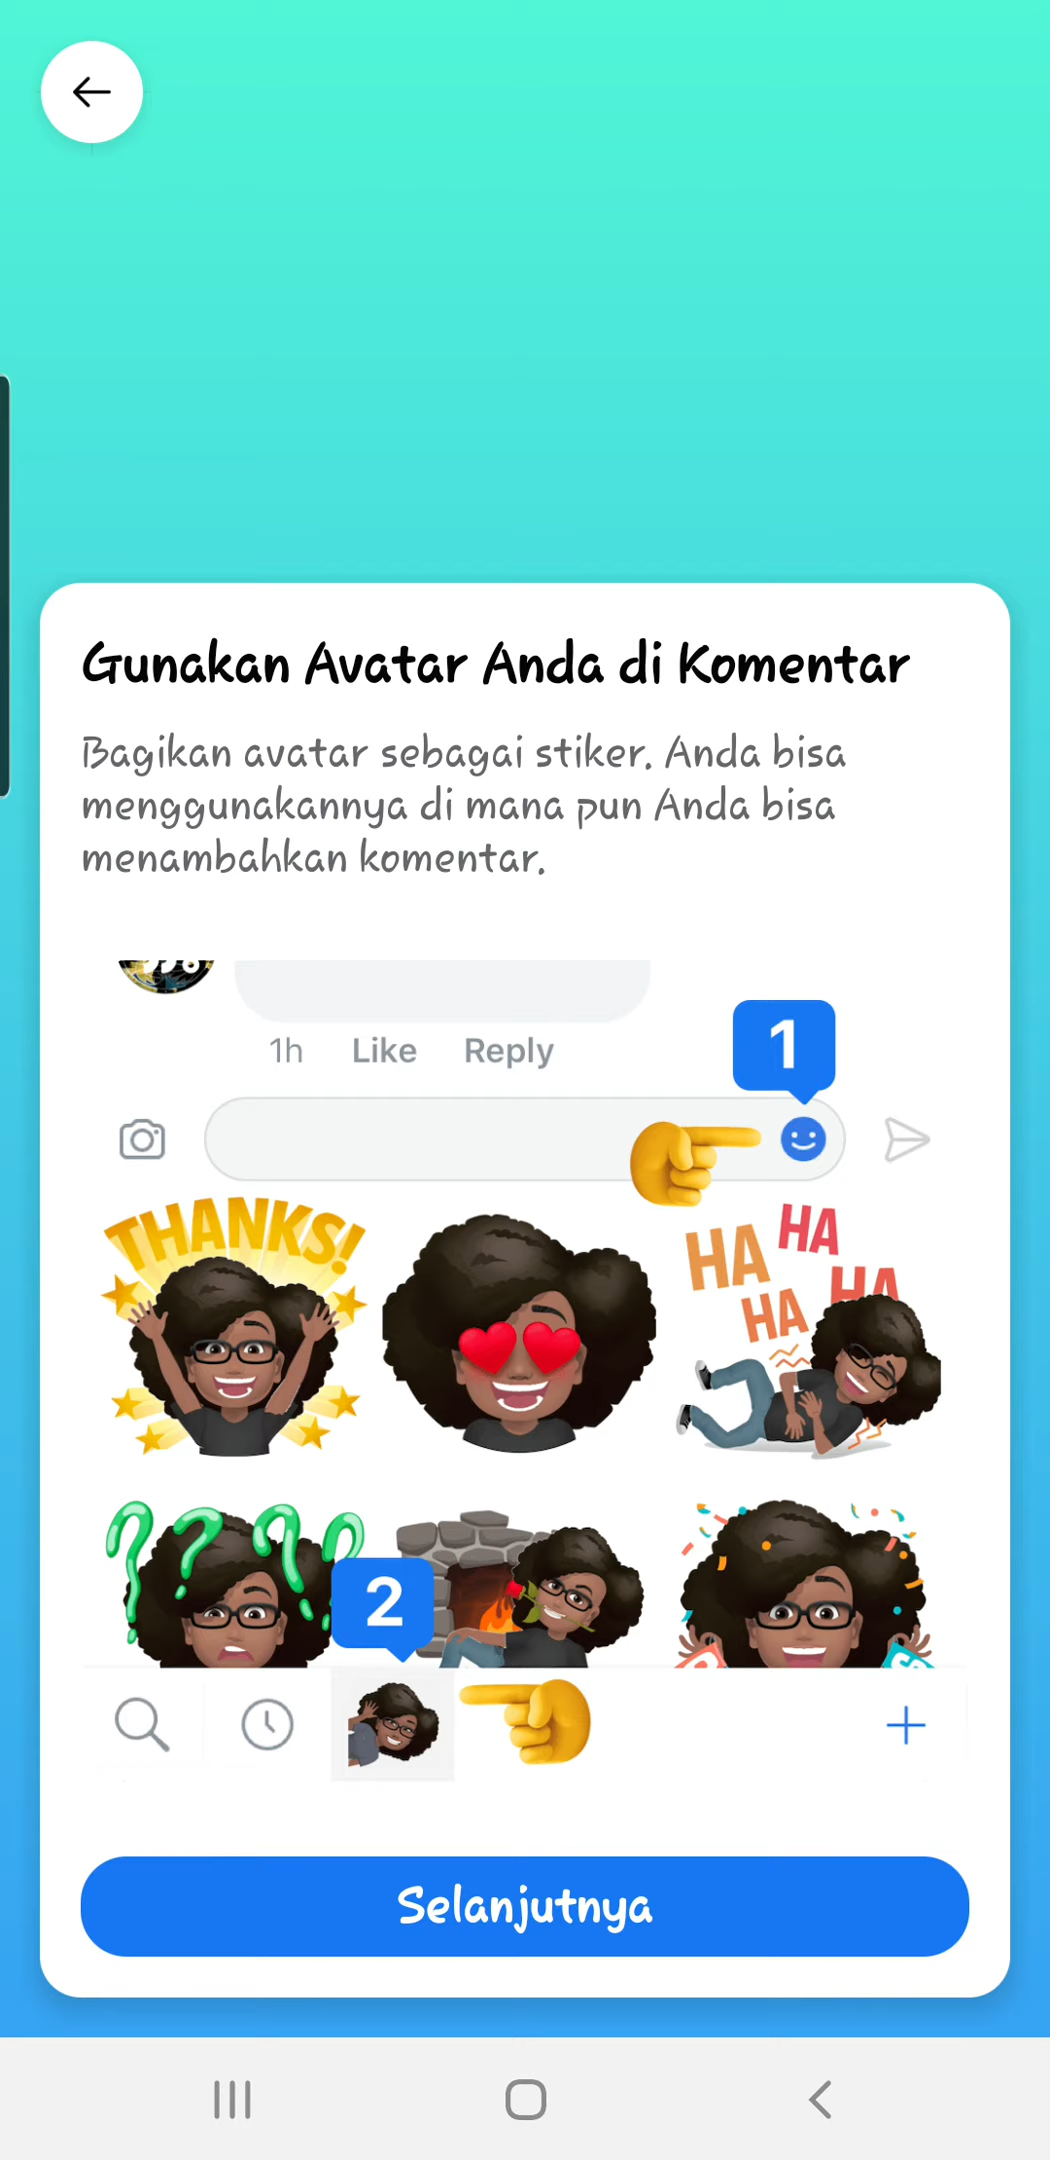 Gunakan Avatar Anda di Komentar
Bagikan avatar sebagai stiker. Anda bisa
menggunakannya di mana pun Anda bisa
menambahkan komentar.
1h Like Reply
1
THANKS!
HA HA
HA HA
? ? ? ?
2
Selanjutnya